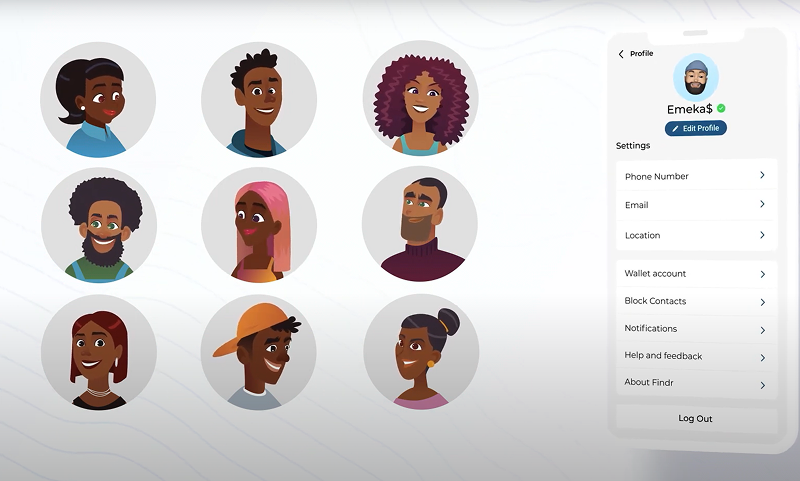 Profile
Emeka$
Edit Profile
Settings
Phone Number
Email
Location
Wallet account
Block Contacts
Notifications
Help and feedback
About Findr
Log Out